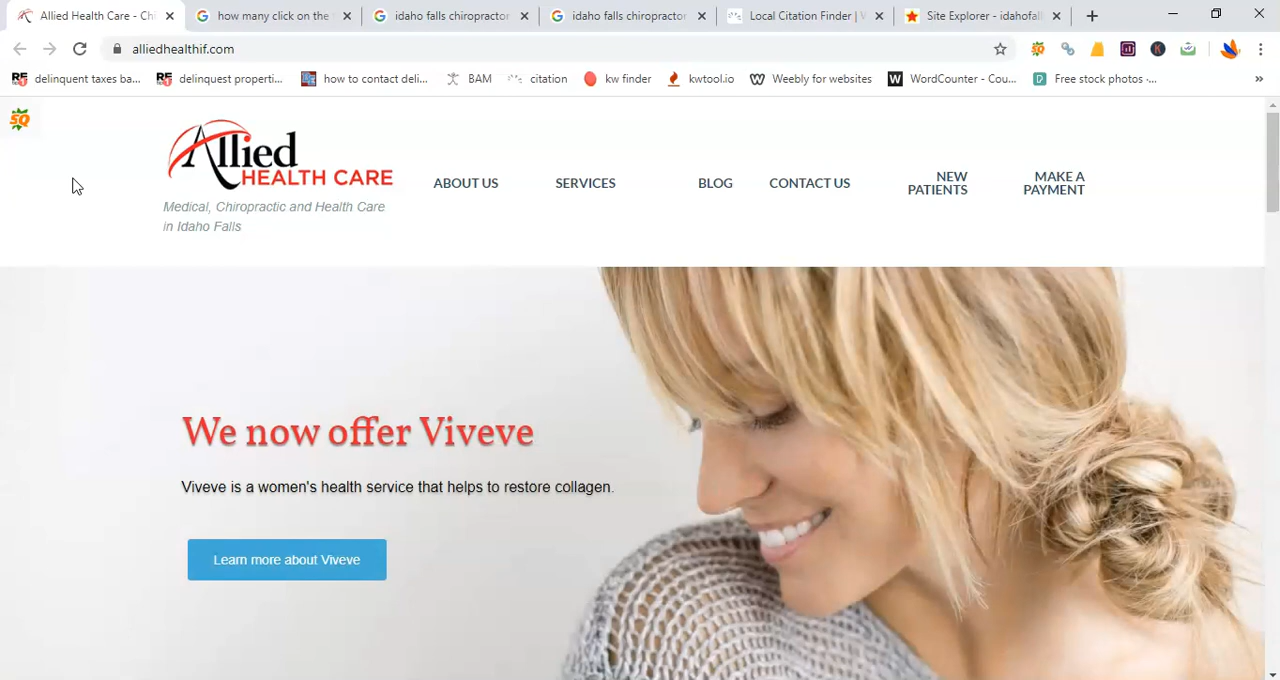 Allied Health Care - Chi
how many click on the
idaho falls chiropractor
idaho falls chiropractor
Local Citation Finder | W
Site Explorer - idahofall
alliedhealthif.com
delinquent taxes ba...
delinquest properti...
how to contact deli...
BAM
citation
kw finder
kwtool.io
Weebly for websites
W
WordCounter - Cou...
Free stock photos -...
»
SQ
Allied
HEALTH CARE
Medical, Chiropractic and Health Care
in Idaho Falls
ABOUT US
SERVICES
BLOG
CONTACT US
NEW
PATIENTS
MAKE A
PAYMENT
We now offer Viveve
Viveve is a women's health service that helps to restore collagen.
Learn more about Viveve